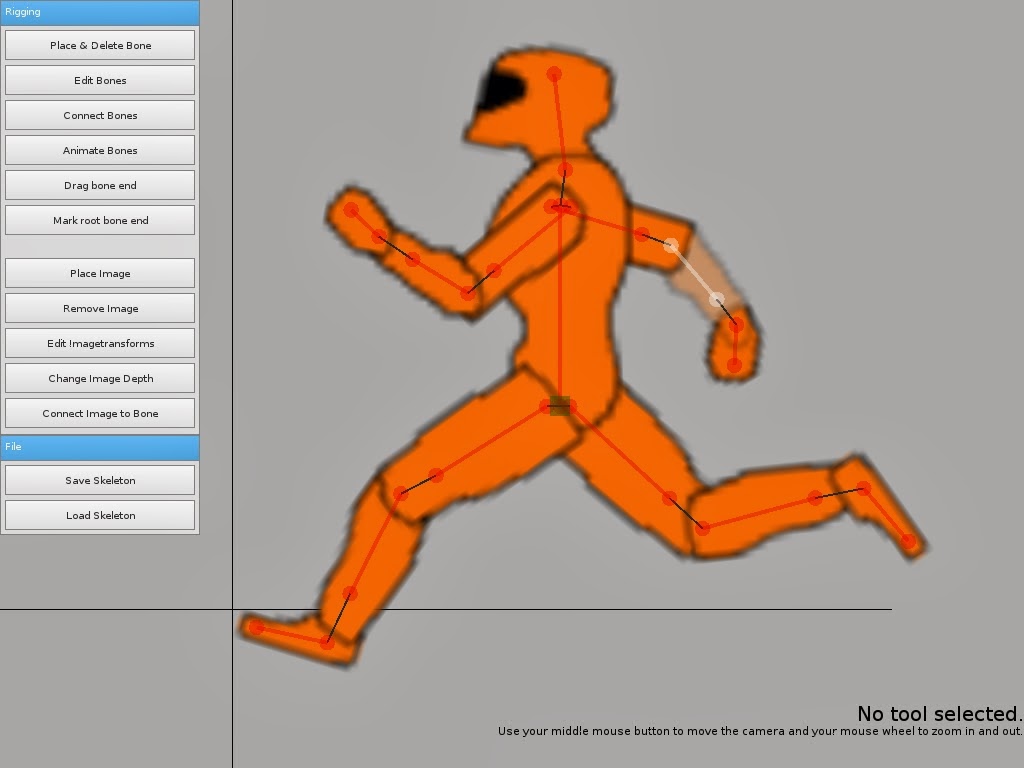 Rigging
Place & Delete Bone
Edit Bones
Connect Bones
Animate Bones
Drag bone end
Mark root bone end
Place Image
Remove Image
Edit !magetransforms
Change Image Depth
Connect Image to Bone
File
Save Skeleton
Load Skeleton
No tool selected.
Use your middle mouse button to move the camera and your mouse wheel to zoom in and out.